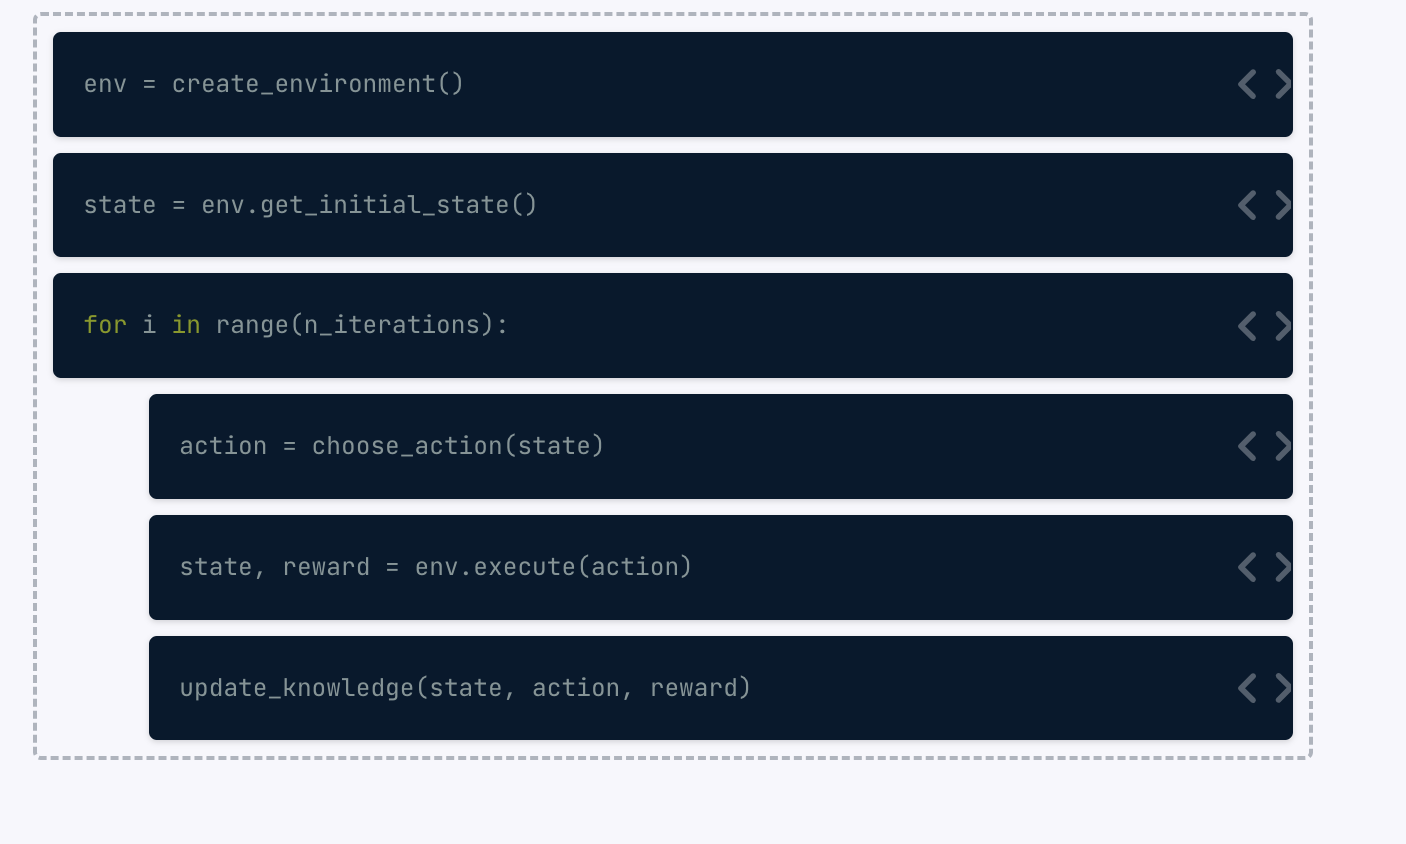 env = create_environment()
state = env.get_initial_state()
for i in range(n_iterations):
action = choose_action(state)
state, reward = env.execute(action)
update_knowledge(state, action, reward)